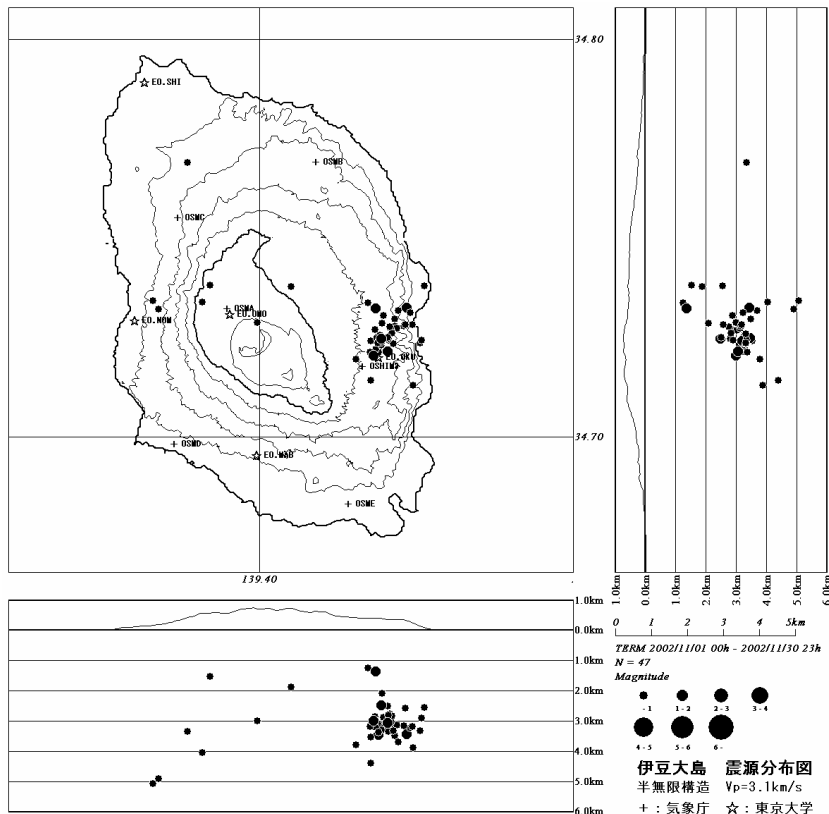 34.80
EO.SHI
OSMB
OSMC
OSMA
EO.OMO
EO.NOM
EO.OKU
34.70
OSMD
OSME
139.40
1.0km 0.0km 1.0km 2.0km 3.0km 4.0km 5.0km 6.0km
1.0km
0.0km
1.0km
2.0km
3.0km
4.0km
5.0km
6.0km
0 1 2 3 4 5km
TERM 2002/11/01 00h - 2002/11/30 23h
N = 47
Magnitude
- 1 1 - 2 2 - 3 3 - 4
4 - 5 5 - 6 6 -
伊豆大島 震源分布図
半無限構造 Vp=3.1km/s
+ : 気象庁 ☆ : 東京大学